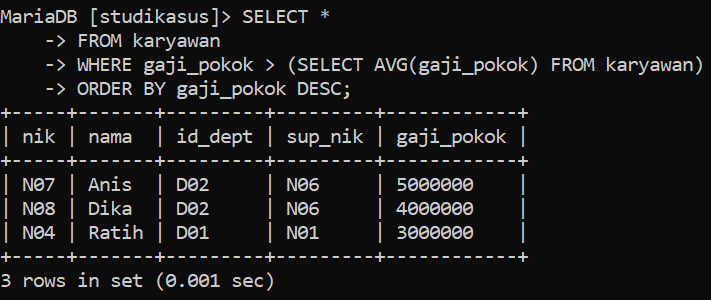 MariaDB [studikasus]> SELECT *
    -> FROM karyawan
    -> WHERE gaji_pokok > (SELECT AVG(gaji_pokok) FROM karyawan)
    -> ORDER BY gaji_pokok DESC;
+-----+-------+---------+---------+------------+
| nik | nama  | id_dept | sup_nik | gaji_pokok |
+-----+-------+---------+---------+------------+
| N07 | Anis  | D02     | N06     | 5000000    |
| N08 | Dika  | D02     | N06     | 4000000    |
| N04 | Ratih | D01     | N01     | 3000000    |
+-----+-------+---------+---------+------------+
3 rows in set (0.001 sec)